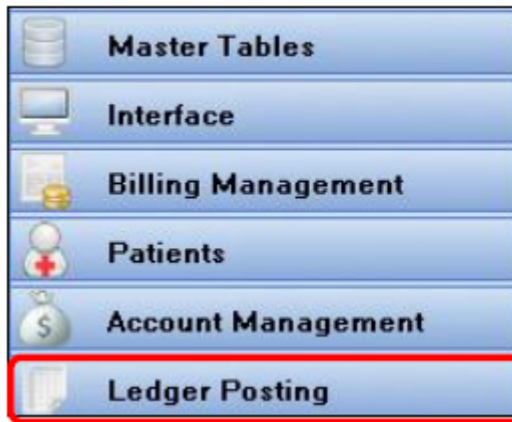 Master Tables
Interface
Billing Management
Patients
Account Management
Ledger Posting